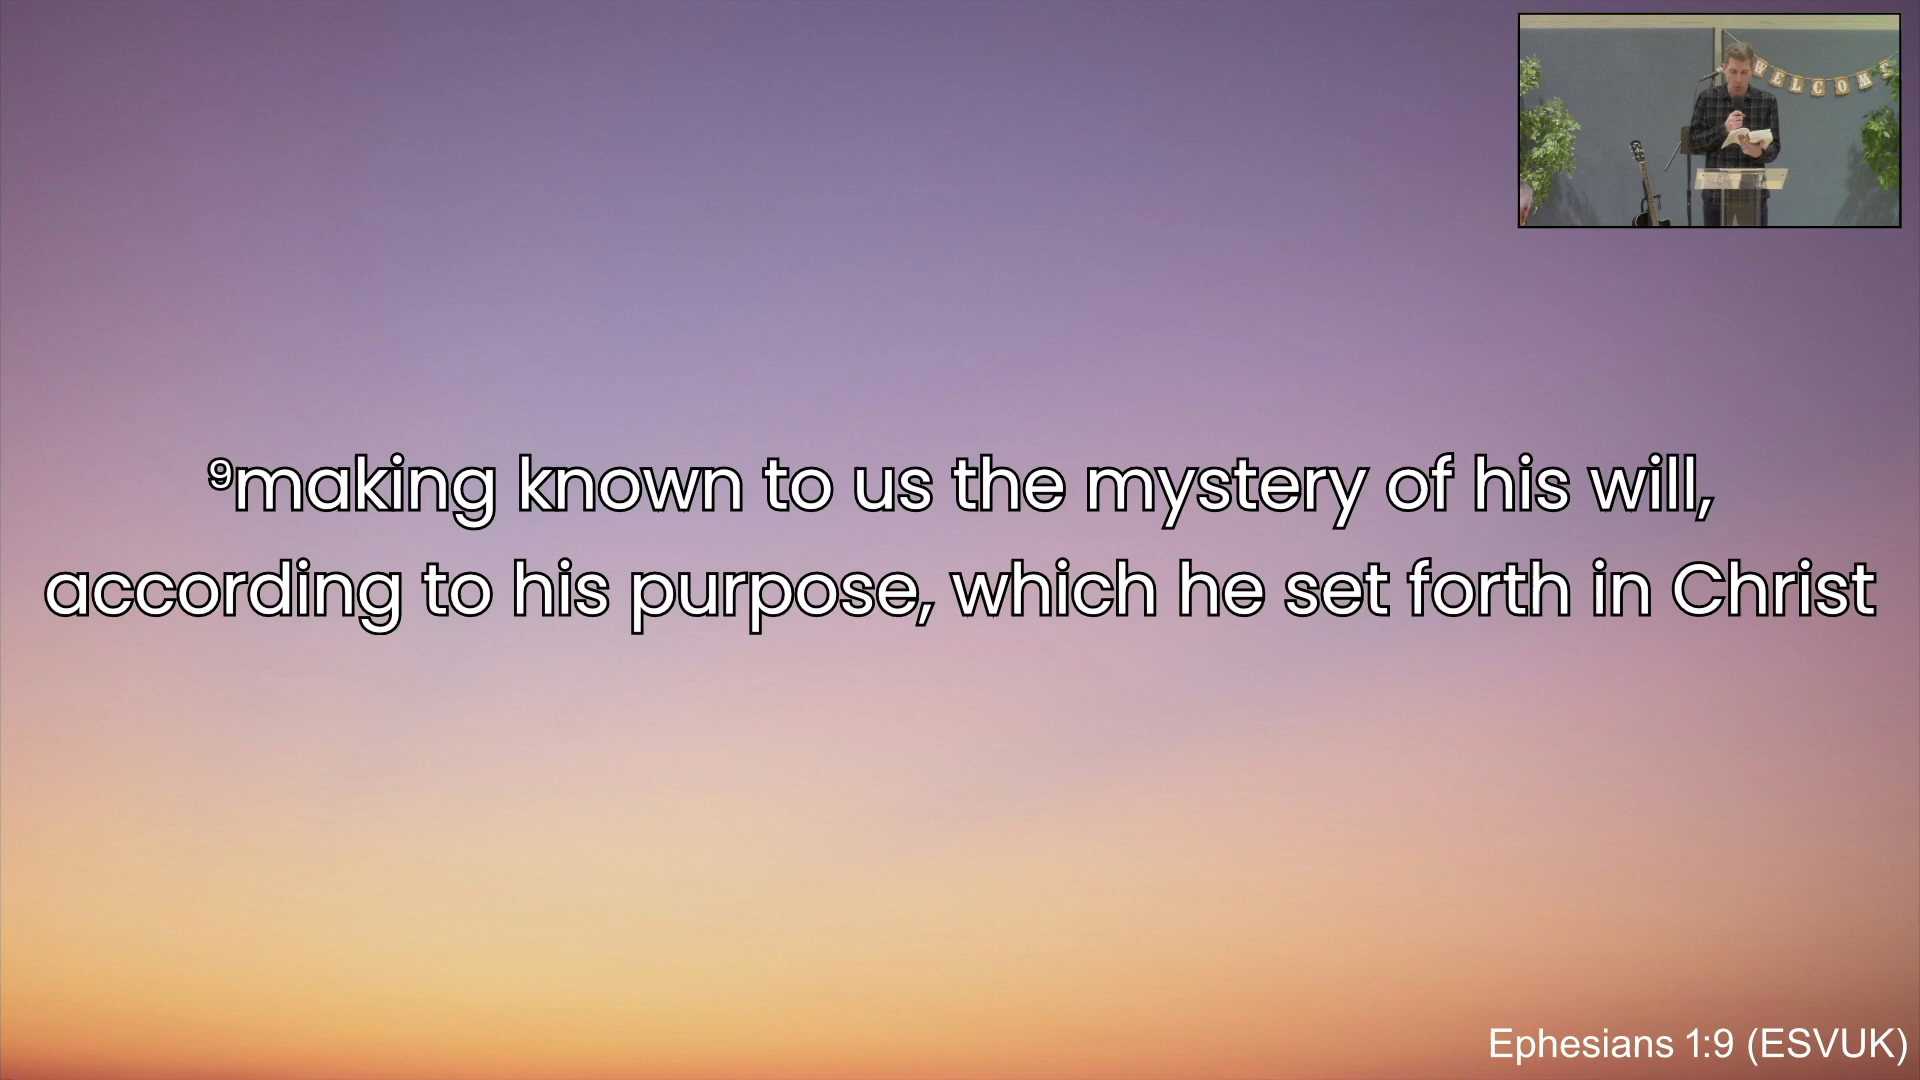 WELCOM
⁹making known to us the mystery of his will,
according to his purpose, which he set forth in Christ
Ephesians 1:9 (ESVUK)